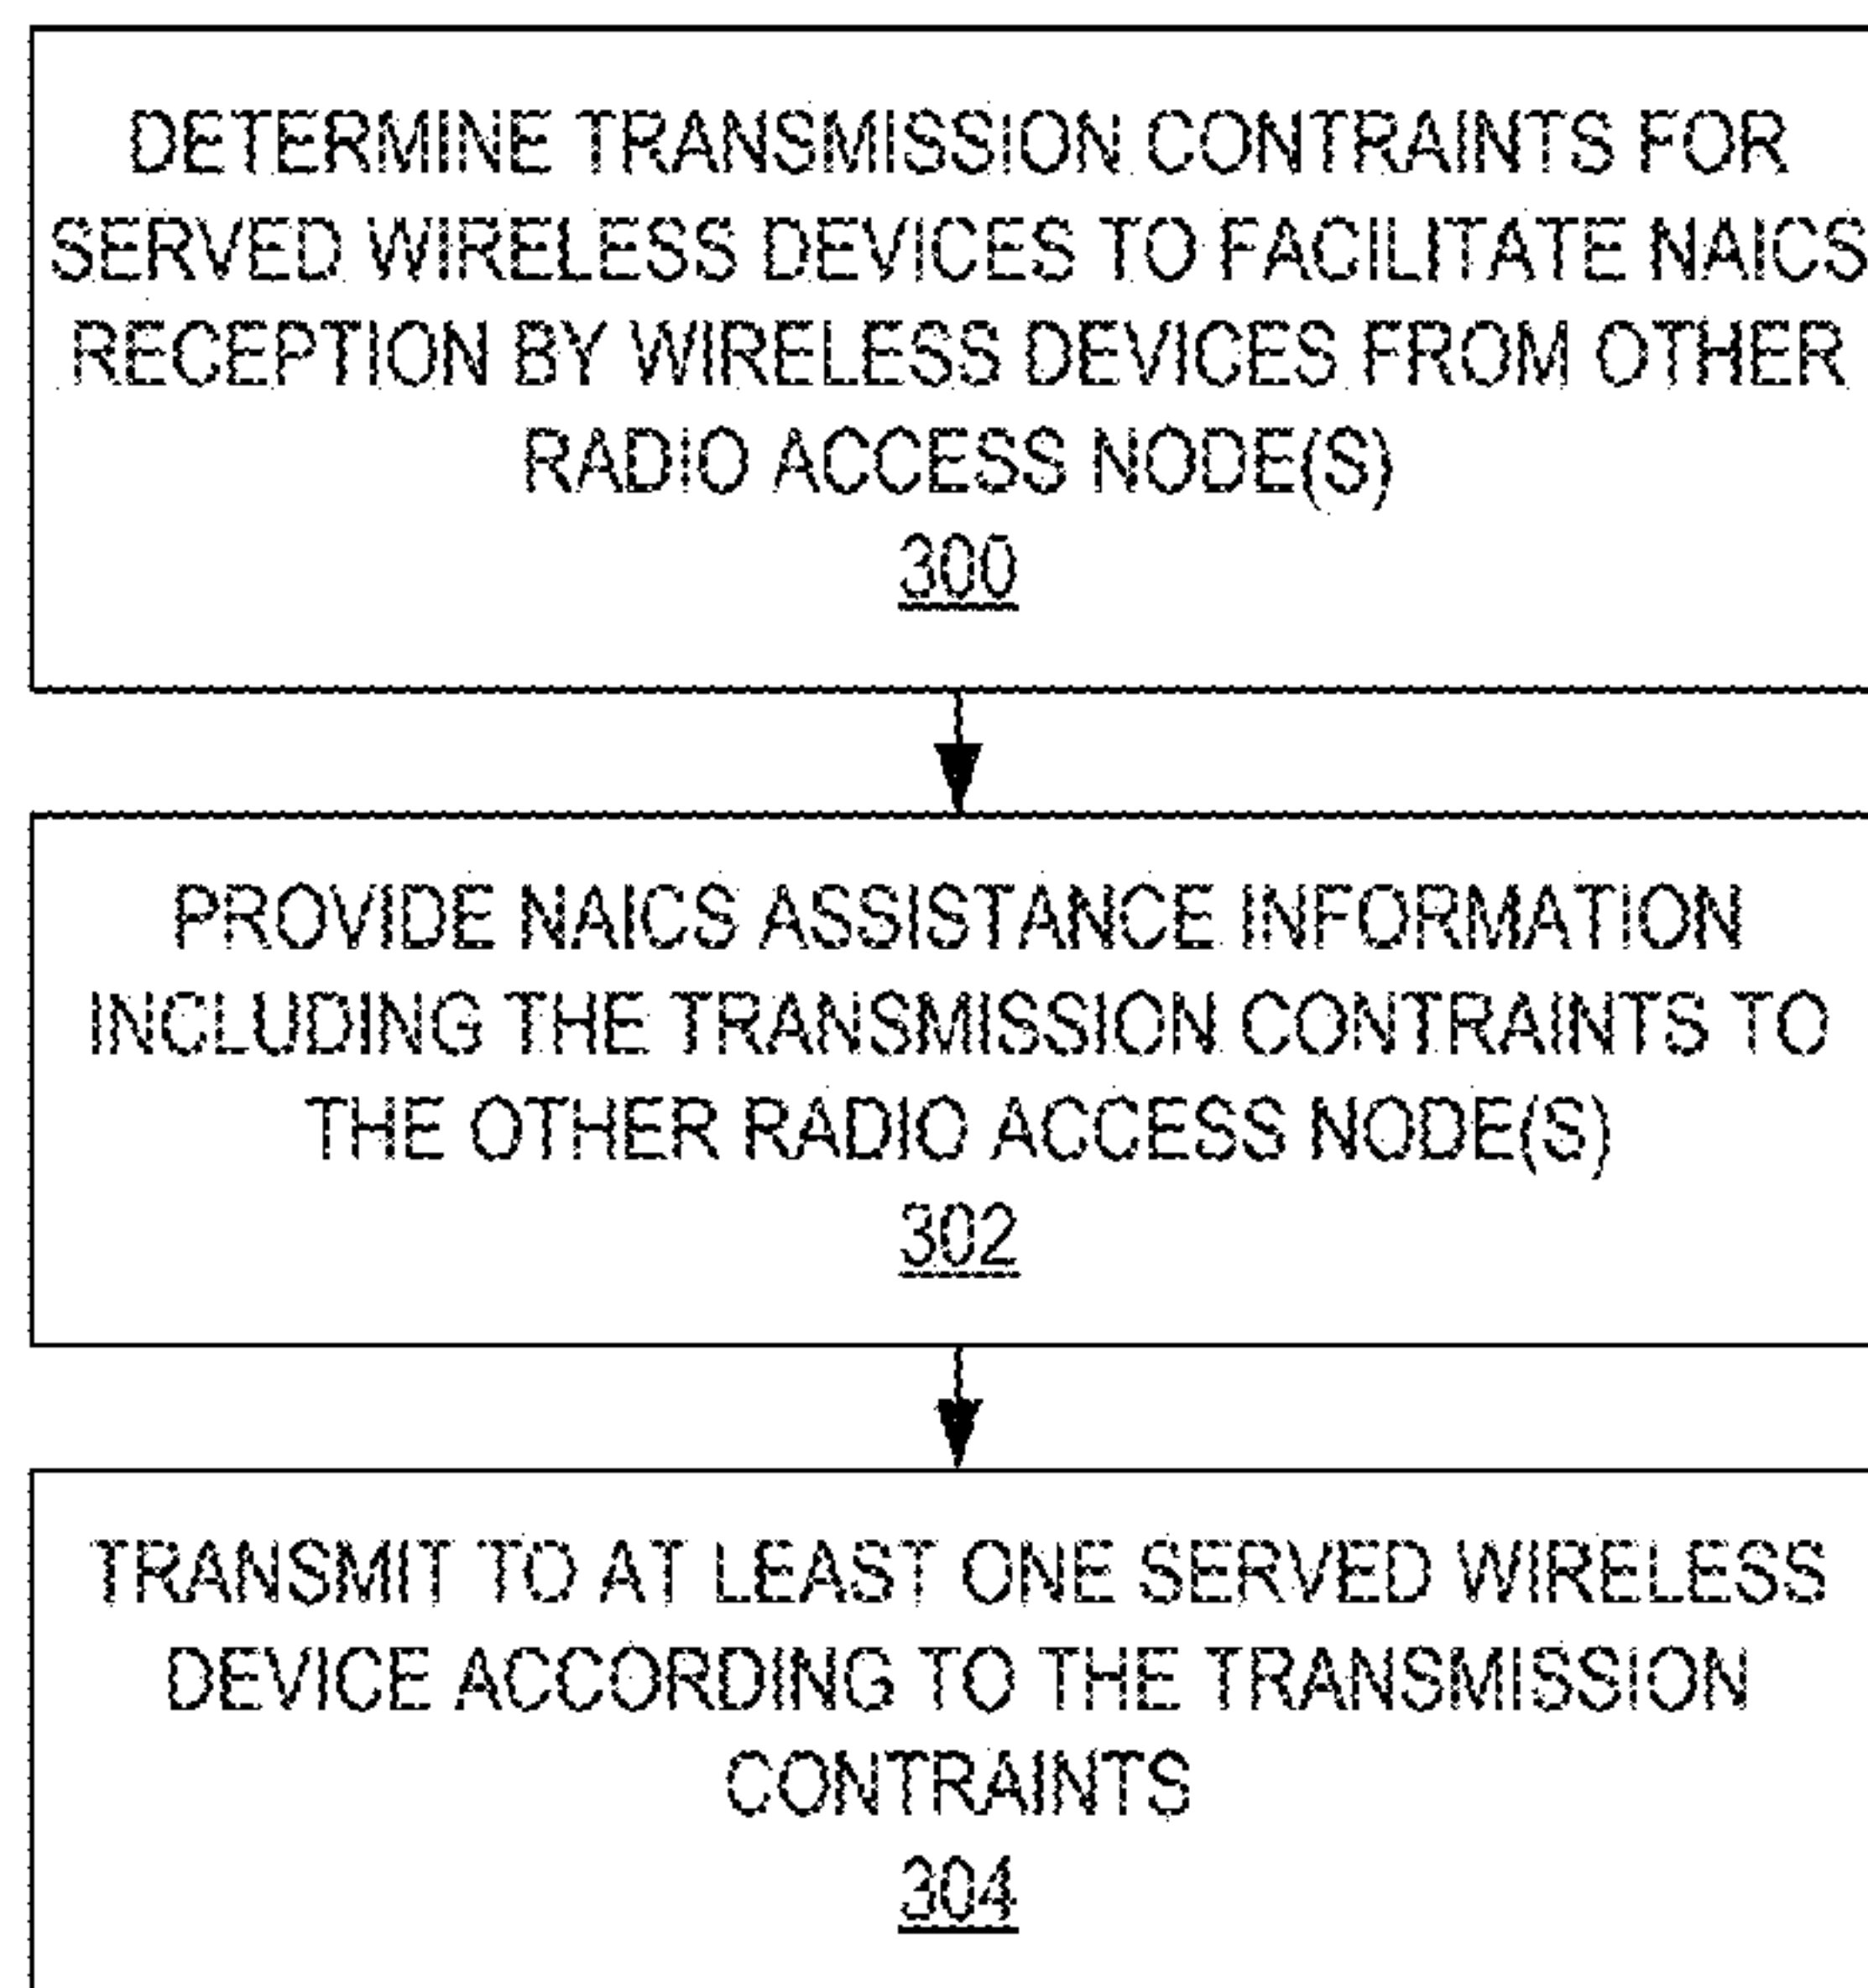 DETERMINE TRANSMISSION CONTRAINTS FOR
SERVED WIRELESS DEVICES TO FACILITATE NAICS
RECEPTION BY WIRELESS DEVICES FROM OTHER
RADIO ACCESS NODE(S)
300
PROVIDE NAICS ASSISTANCE INFORMATION
INCLUDING THE TRANSMISSION CONTRAINTS TO
THE OTHER RADIO ACCESS NODE(S)
302
TRANSMIT TO AT LEAST ONE SERVED WIRELESS
DEVICE ACCORDING TO THE TRANSMISSION
CONTRAINTS
304